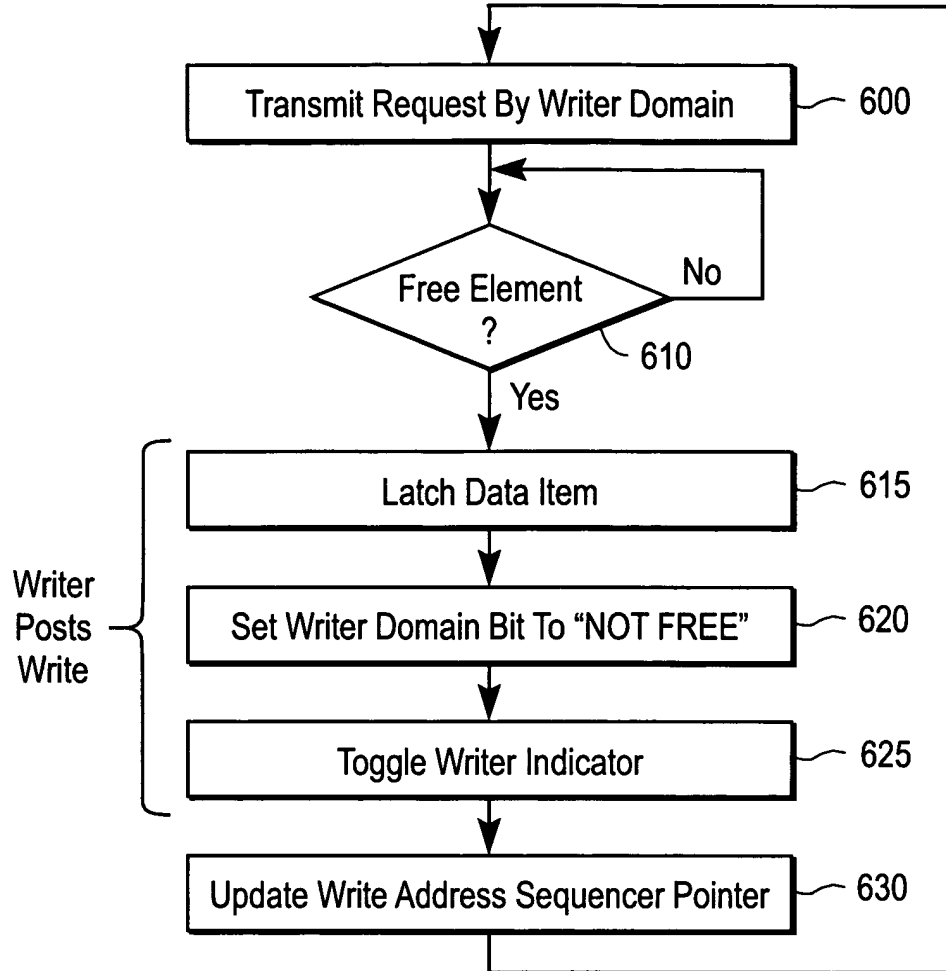 Transmit Request By Writer Domain
600
Free Element
?
No
610
Yes
Latch Data Item
615
Writer
Posts
Write
Set Writer Domain Bit To “NOT FREE”
620
Toggle Writer Indicator
625
Update Write Address Sequencer Pointer
630